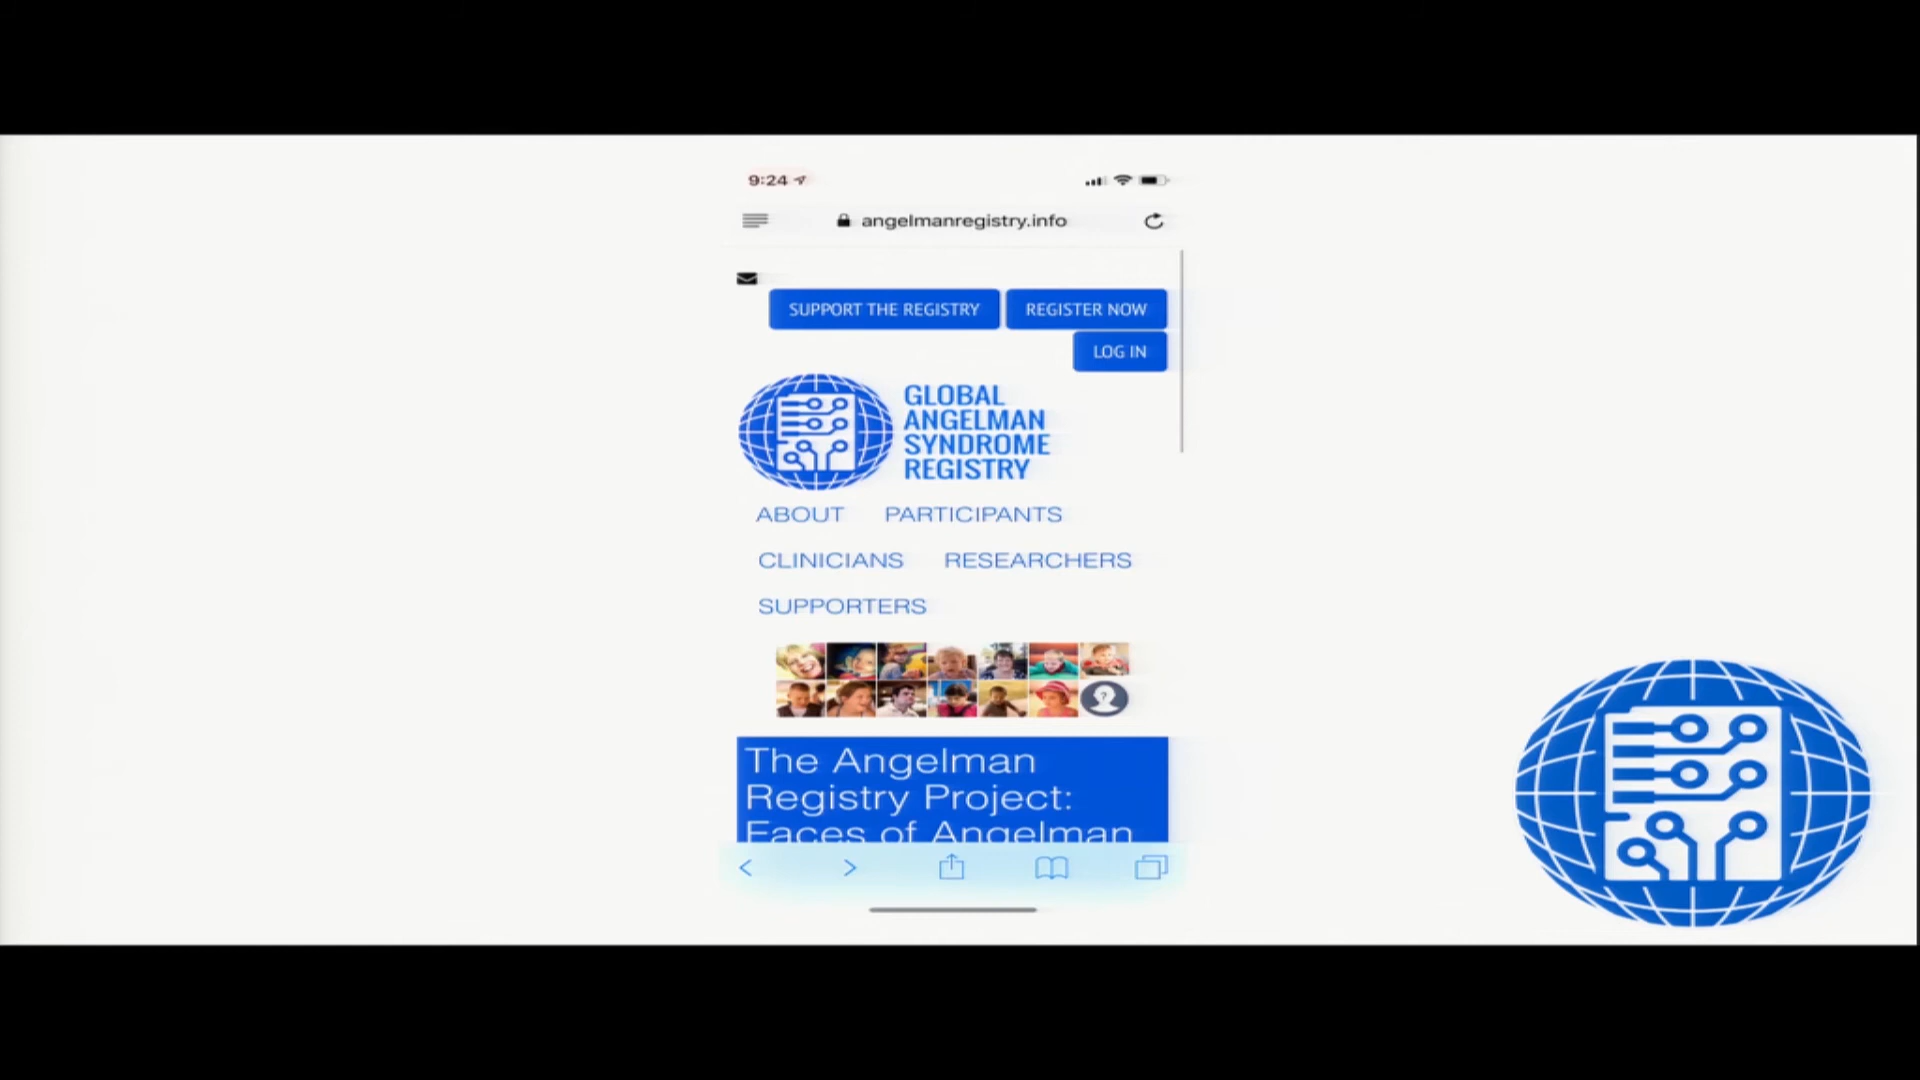 9:24
angelmanregistry.info
SUPPORT THE REGISTRY REGISTER NOW
LOG IN
GLOBAL
ANGELMAN
SYNDROME
REGISTRY
ABOUT PARTICIPANTS
CLINICIANS RESEARCHERS
SUPPORTERS
?
The Angelman
Registry Project:
Faces of Angelman